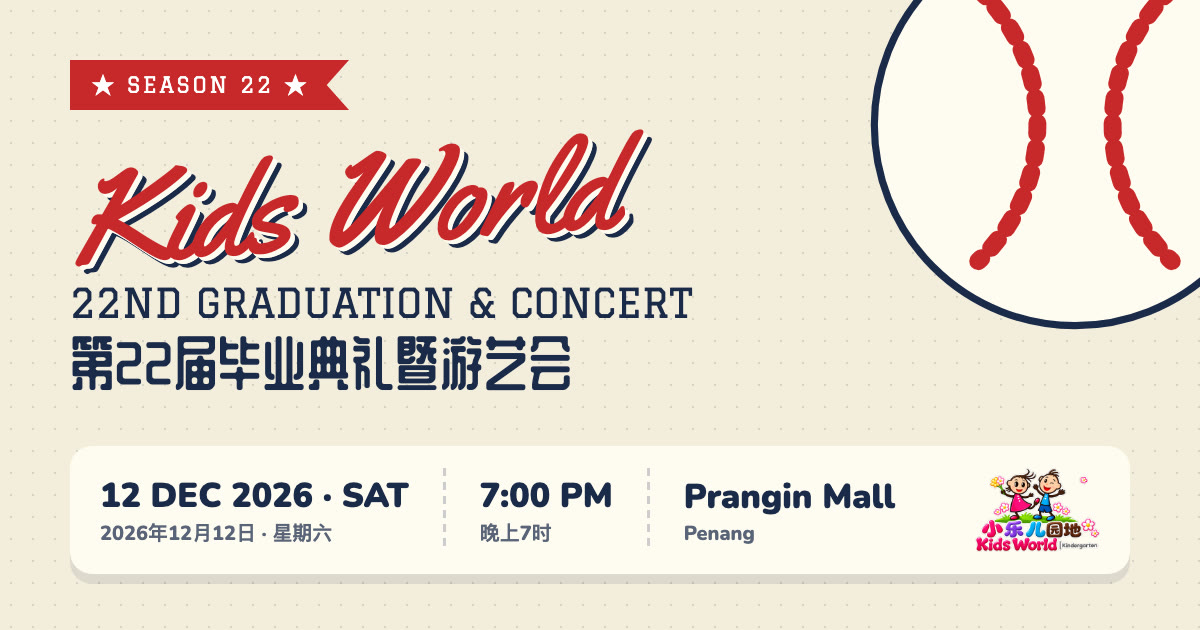 ★ SEASON 22 ★
Kids World
22ND GRADUATION & CONCERT
第22届毕业典礼暨游艺会
12 DEC 2026 · SAT
2026年12月12日 · 星期六
7:00 PM
晚上7时
Prangin Mall
Penang
小乐儿园地
Kids World | Kindergarten